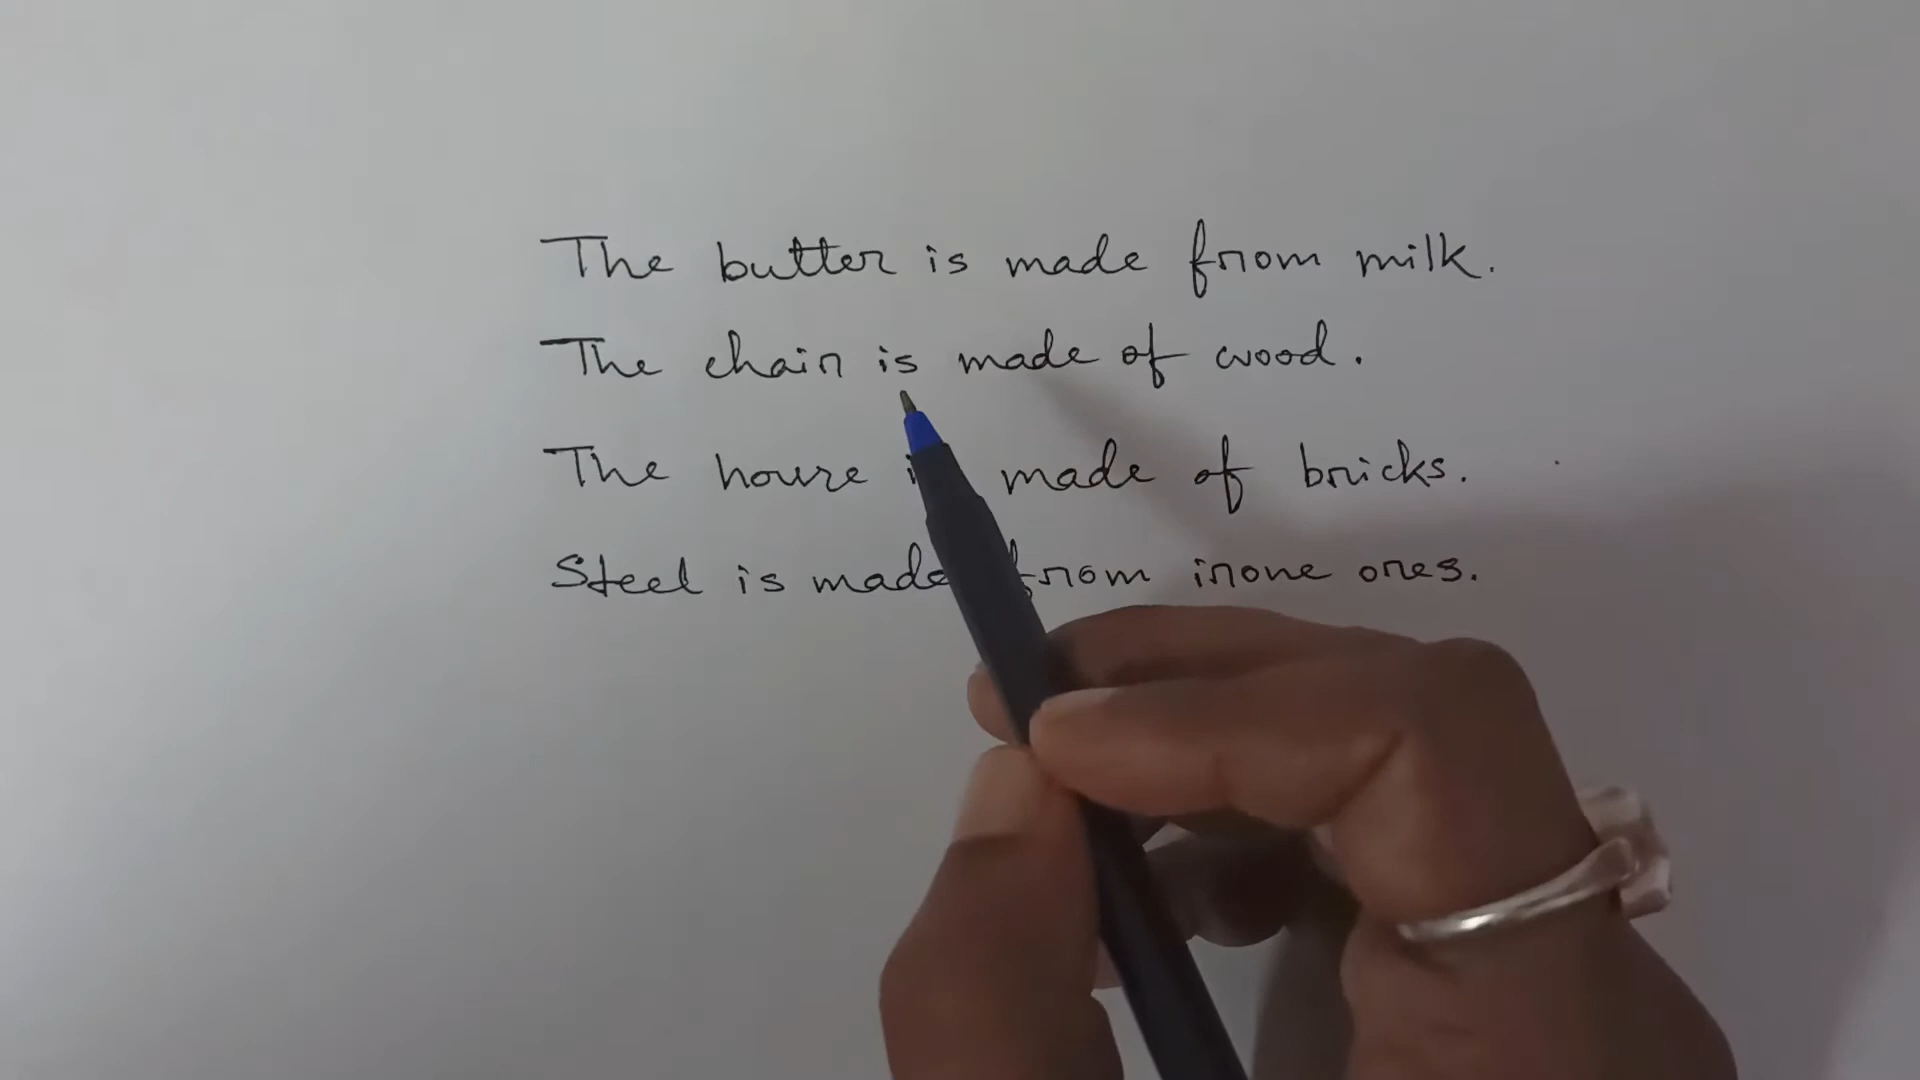 The butter is made from milk.
The chair is made of wood.
The house made of bricks.
Steel is made from irone ores.